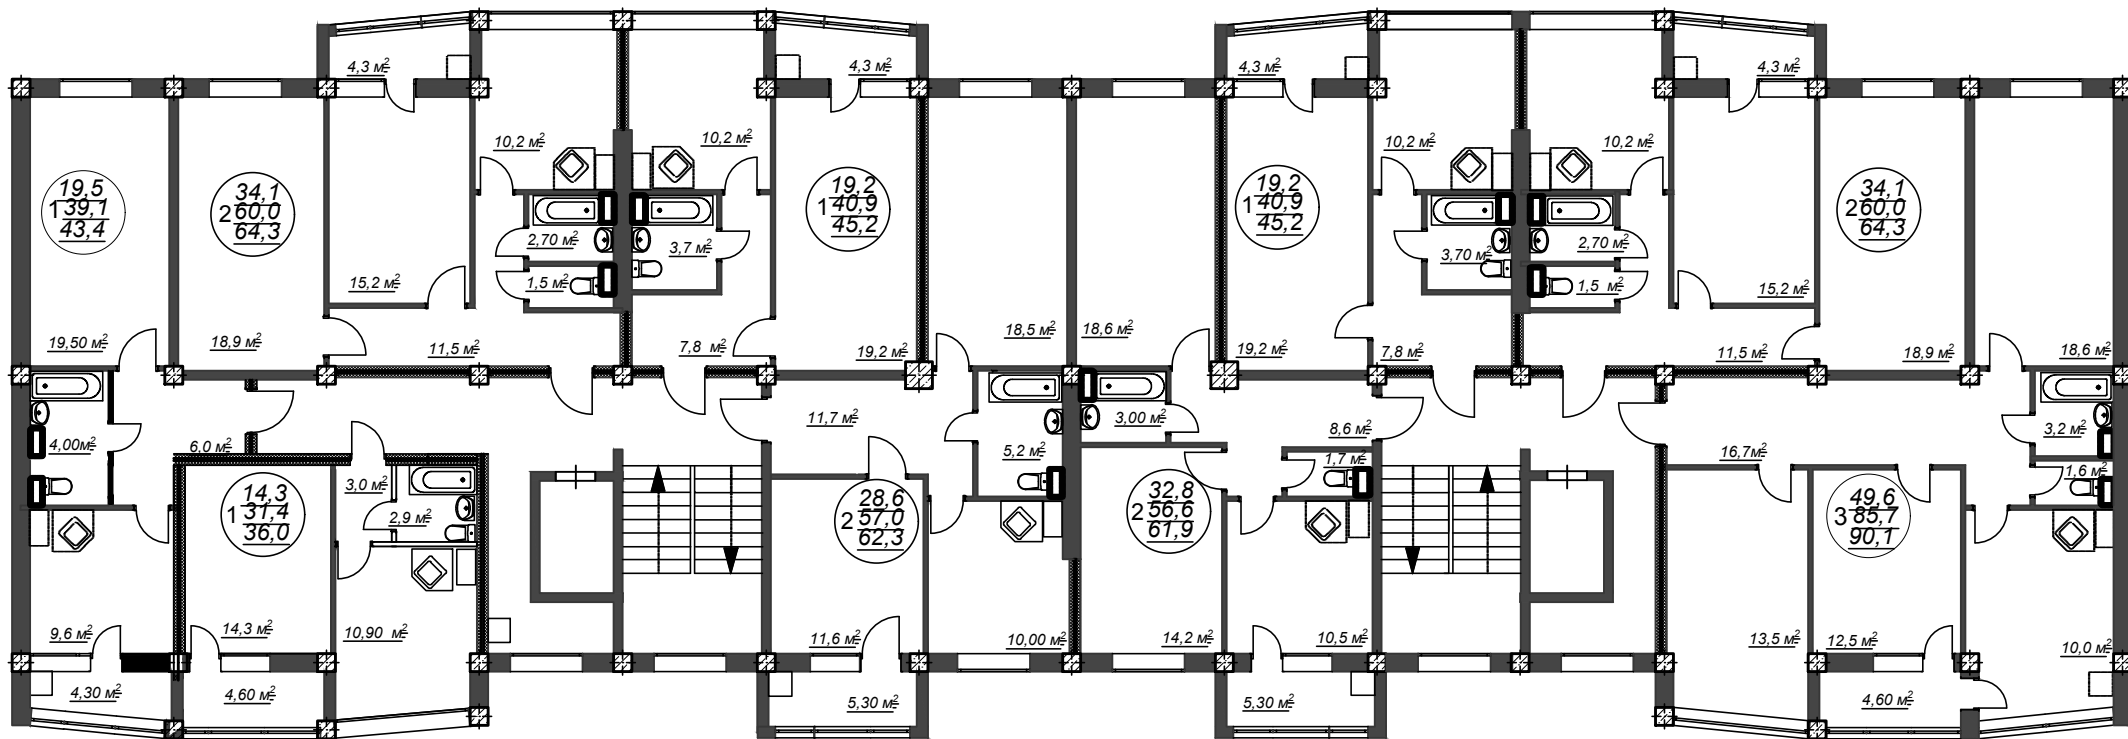 4,3 м²
4,3 м²
4,3 м²
4,3 м²
10,2 м²
10,2 м²
10,2 м²
10,2 м²
19,5
1 39,1
43,4
34,1
2 60,0
64,3
19,2
1 40,9
45,2
19,2
1 40,9
45,2
34,1
2 60,0
64,3
2,70 м²
3,7 м²
3,70 м²
2,70 м²
15,2 м²
1,5 м²
1,5 м²
15,2 м²
19,50 м²
18,9 м²
11,5 м²
7,8 м²
19,2 м²
18,5 м²
18,6 м²
19,2 м²
7,8 м²
11,5 м²
18,9 м²
18,6 м²
4,00м²
6,0 м²
11,7 м²
5,2 м²
3,00 м²
8,6 м²
1,7 м²
16,7 м²
3,2 м²
1,6 м²
3,0 м²
2,9 м²
14,3
1 31,4
36,0
28,6
2 57,0
62,3
32,8
2 56,6
61,9
49,6
3 85,7
90,1
9,6 м²
14,3 м²
10,90 м²
11,6 м²
10,00 м²
14,2 м²
10,5 м²
13,5 м²
12,5 м²
10,0 м²
4,30 м²
4,60 м²
5,30 м²
5,30 м²
4,60 м²